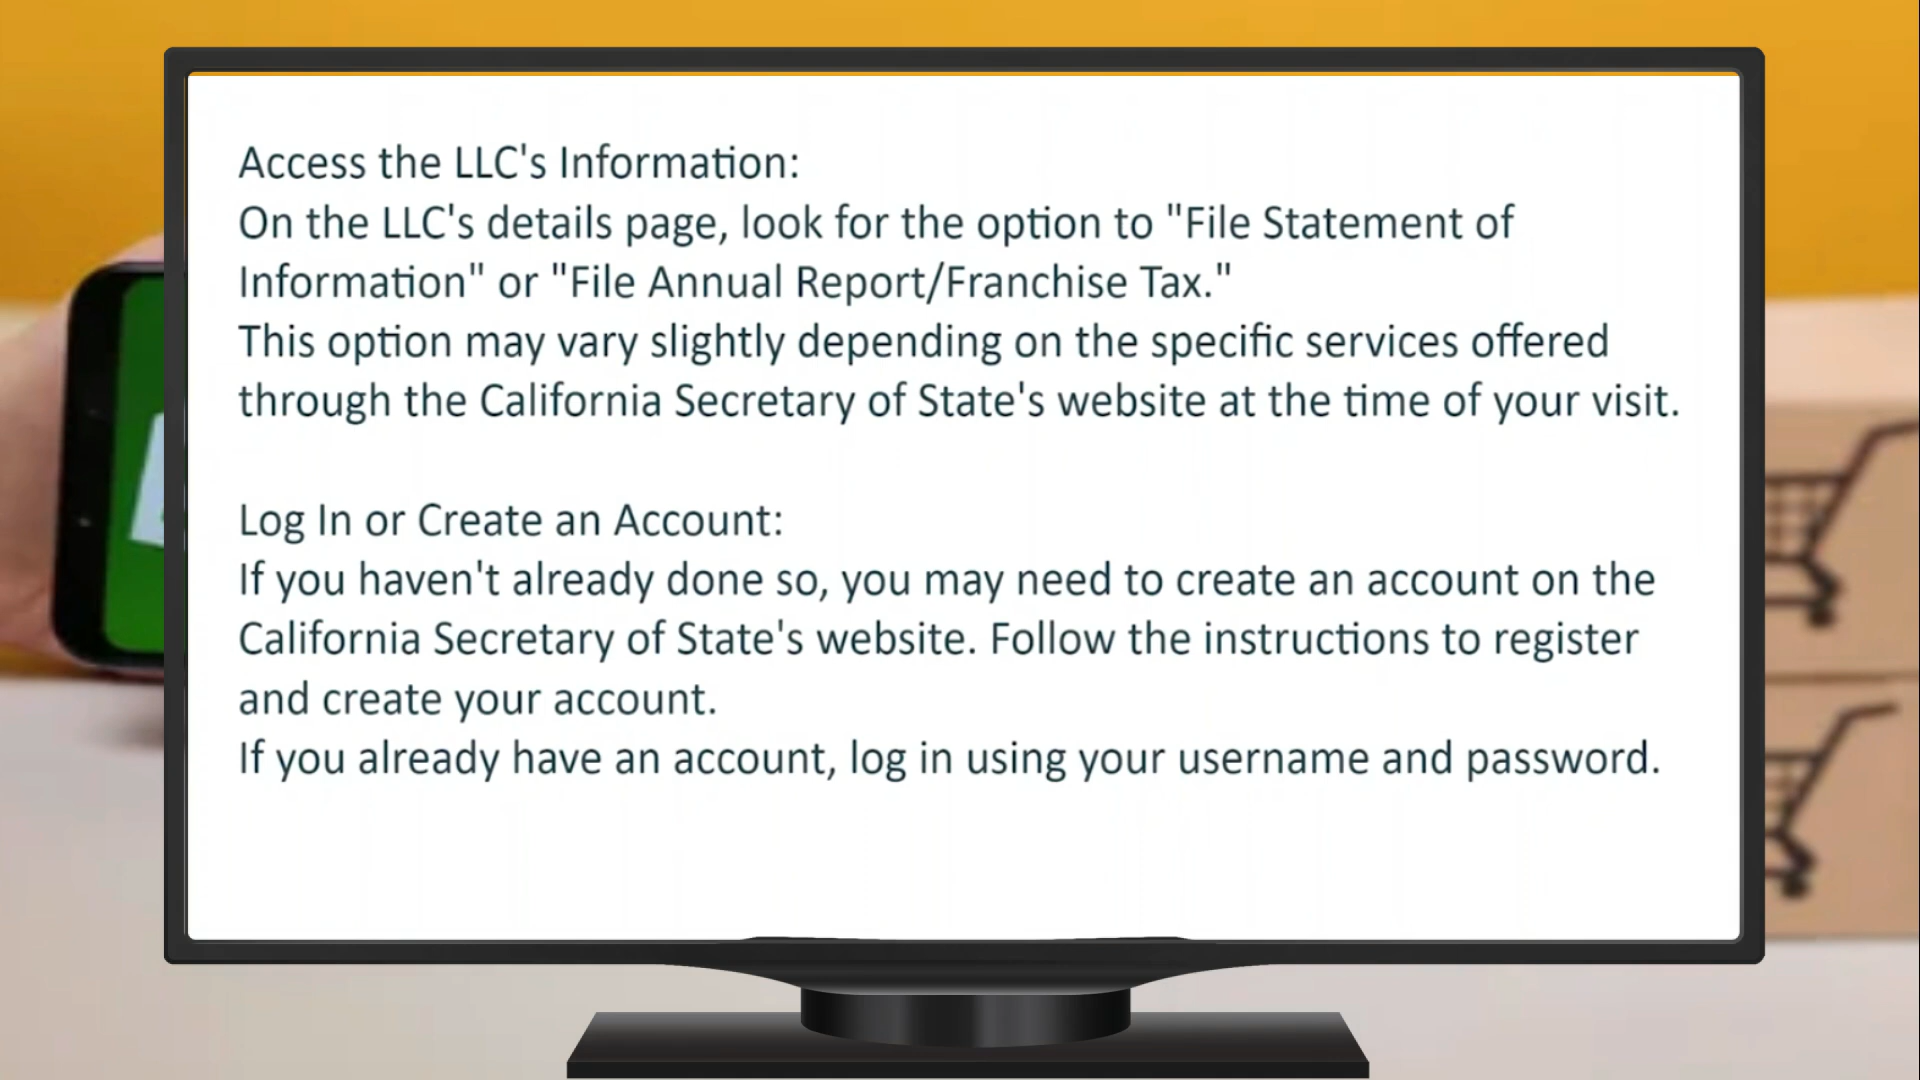 Access the LLC's Information:
On the LLC's details page, look for the option to "File Statement of
Information" or "File Annual Report/Franchise Tax."
This option may vary slightly depending on the specific services offered
through the California Secretary of State's website at the time of your visit.
Log In or Create an Account:
If you haven't already done so, you may need to create an account on the
California Secretary of State's website. Follow the instructions to register
and create your account.
If you already have an account, log in using your username and password.